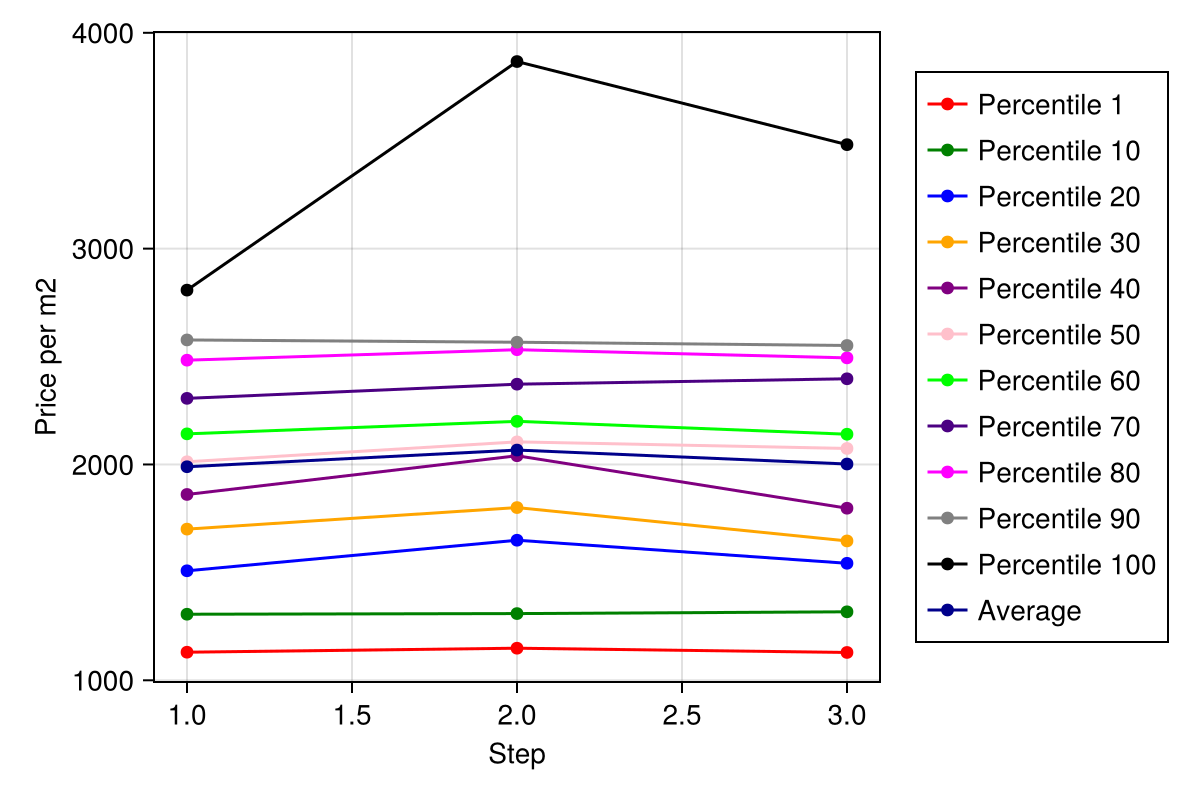 4000
3000
2000
1000
Price per m2
1.0 1.5 2.0 2.5 3.0
Step
Percentile 1
Percentile 10
Percentile 20
Percentile 30
Percentile 40
Percentile 50
Percentile 60
Percentile 70
Percentile 80
Percentile 90
Percentile 100
Average